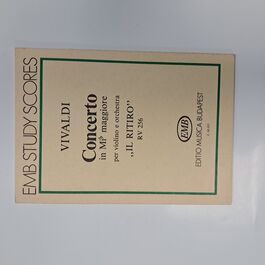 EMB STUDY SCORES
VIVALDI
Concerto
in Mi♭ maggiore
per violino e orchestra
„IL RITIRO”
RV 256
EMB
EDITIO MUSICA BUDAPEST